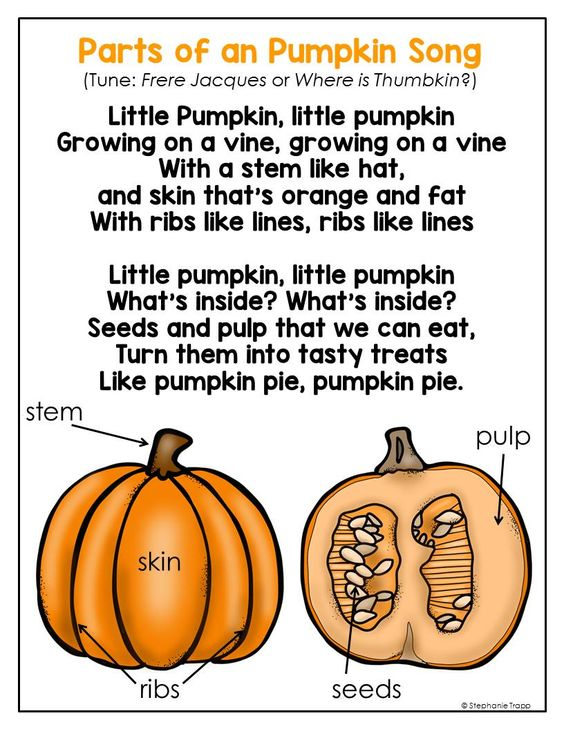 Parts of an Pumpkin Song
(Tune: Frere Jacques or Where is Thumbkin?)
Little Pumpkin, little pumpkin
Growing on a vine, growing on a vine
With a stem like hat,
and skin that's orange and fat
With ribs like lines, ribs like lines
Little pumpkin, little pumpkin
What's inside? What's inside?
Seeds and pulp that we can eat,
Turn them into tasty treats
Like pumpkin pie, pumpkin pie.
stem
pulp
skin
ribs
seeds
© Stephanie Trapp